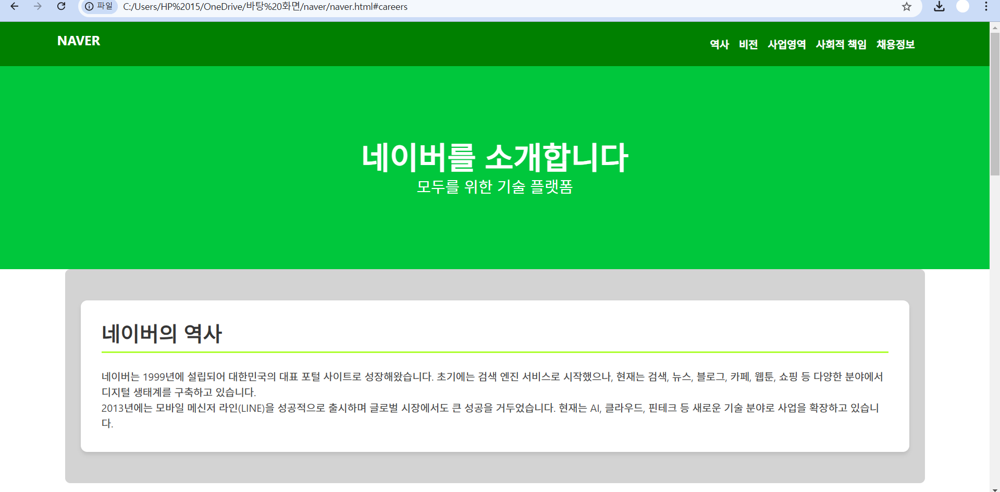 파일 C:/Users/HP%2015/OneDrive/바탕%20화면/naver/naver.html#careers
NAVER 역사 비전 사업영역 사회적 책임 채용정보
네이버를 소개합니다
모두를 위한 기술 플랫폼
네이버의 역사
네이버는 1999년에 설립되어 대한민국의 대표 포털 사이트로 성장해왔습니다. 초기에는 검색 엔진 서비스로 시작했으나, 현재는 검색, 뉴스, 블로그, 카페, 웹툰, 쇼핑 등 다양한 분야에서
디지털 생태계를 구축하고 있습니다.
2013년에는 모바일 메신저 라인(LINE)을 성공적으로 출시하며 글로벌 시장에서도 큰 성공을 거두었습니다. 현재는 AI, 클라우드, 핀테크 등 새로운 기술 분야로 사업을 확장하고 있습니
다.